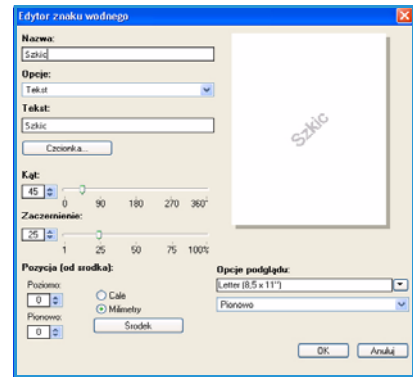 Edytor znaku wodnego
Nazwa:
Szkic
Opcje:
Tekst
Tekst:
Szkic
Czcionka...
Kąt:
45
0 90 180 270 360°
Zaczernienie:
25
1 25 50 75 100%
Pozycja (od srodka):
Poziomo:
0
Cale
Milimetry
Pionowo:
0
Srodek
Szkic
Opcje podglądu:
Letter (8,5 x 11")
Pionowo
OK Anuluj